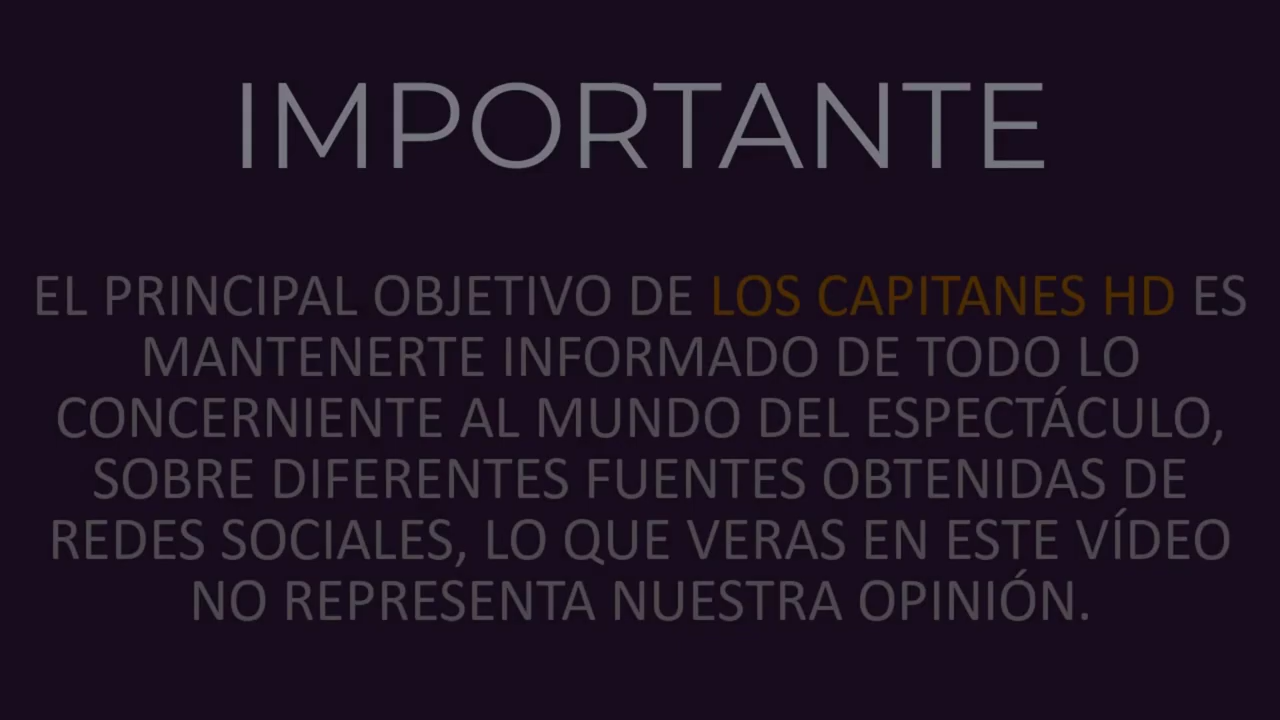 IMPORTANTE
EL PRINCIPAL OBJETIVO DE LOS CAPITANES HD ES
MANTENERTE INFORMADO DE TODO LO
CONCERNIENTE AL MUNDO DEL ESPECTÁCULO,
SOBRE DIFERENTES FUENTES OBTENIDAS DE
REDES SOCIALES, LO QUE VERAS EN ESTE VÍDEO
NO REPRESENTA NUESTRA OPINIÓN.